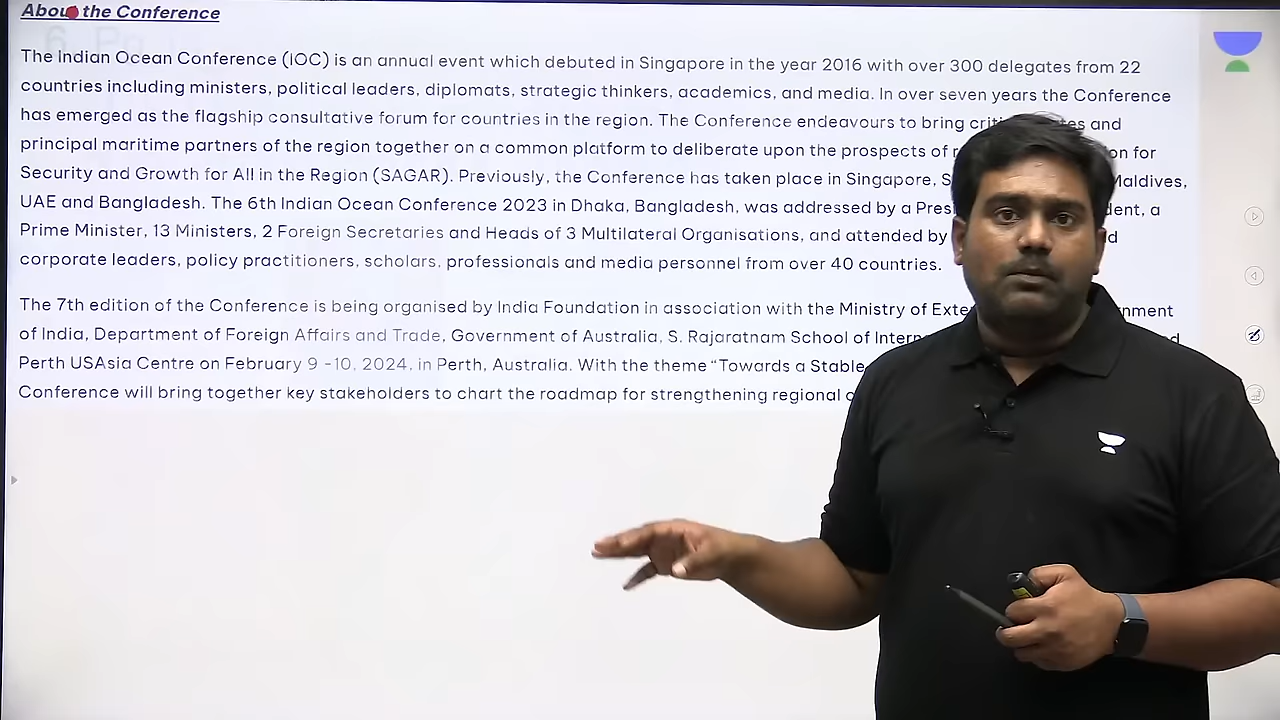 About the Conference
The Indian Ocean Conference (IOC) is an annual event which debuted in Singapore in the year 2016 with over 300 delegates from 22
countries including ministers, political leaders, diplomats, strategic thinkers, academics, and media. In over seven years the Conference
has emerged as the flagship consultative forum for countries in the region. The Conference endeavours to bring and
principal maritime partners of the region together on a common platform to deliberate upon the prospects of for
Security and Growth for All in the Region (SAGAR). Previously, the Conference has taken place in Singapore, Maldives,
UAE and Bangladesh. The 6th Indian Ocean Conference 2023 in Dhaka, Bangladesh, was addressed by a a
Prime Minister, 13 Ministers, 2 Foreign Secretaries and Heads of 3 Multilateral Organisations, and attended by
corporate leaders, policy practitioners, scholars, professionals and media personnel from over 40 countries.
The 7th edition of the Conference is being organised by India Foundation in association with the Ministry of
of India, Department of Foreign Affairs and Trade, Government of Australia, S. Rajaratnam School of
Perth USAsia Centre on February 9 -10, 2024, in Perth, Australia. With the theme “Towards a Stable
Conference will bring together key stakeholders to chart the roadmap for strengthening regional